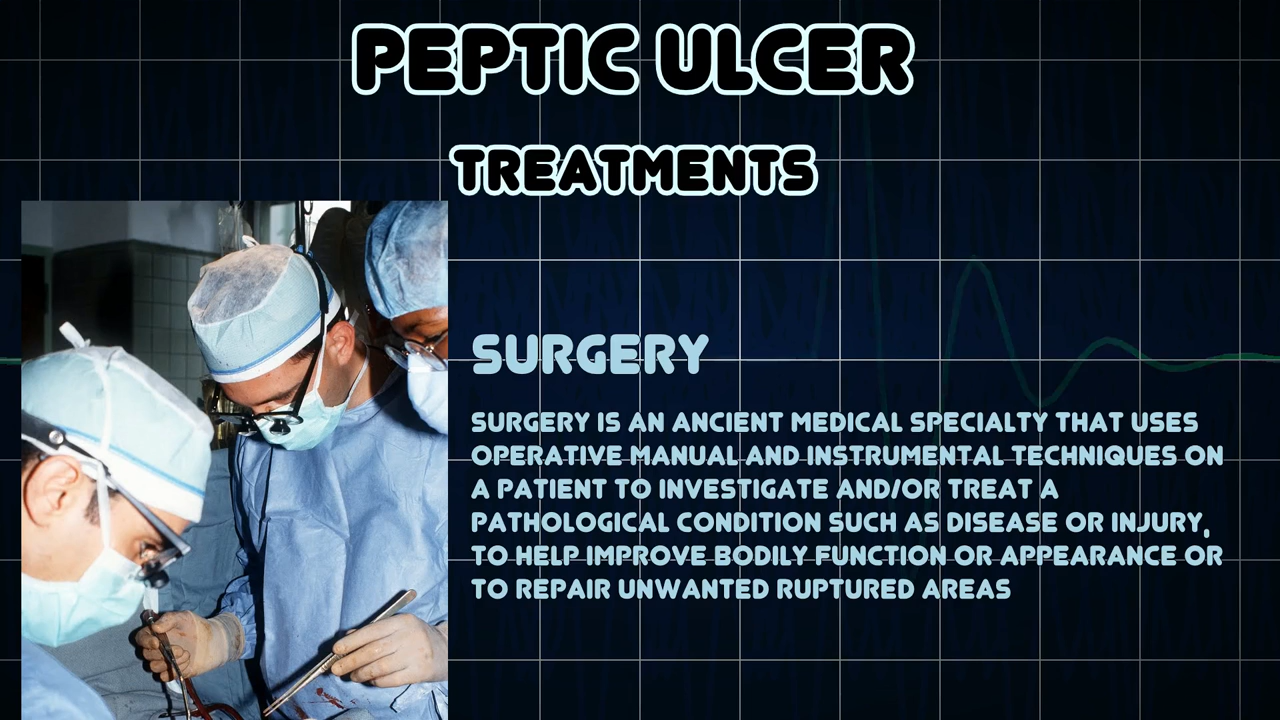 PEPTIC ULCER
TREATMENTS
SURGERY
SURGERY IS AN ANCIENT MEDICAL SPECIALTY THAT USES
OPERATIVE MANUAL AND INSTRUMENTAL TECHNIQUES ON
A PATIENT TO INVESTIGATE AND/OR TREAT A
PATHOLOGICAL CONDITION SUCH AS DISEASE OR INJURY,
TO HELP IMPROVE BODILY FUNCTION OR APPEARANCE OR
TO REPAIR UNWANTED RUPTURED AREAS